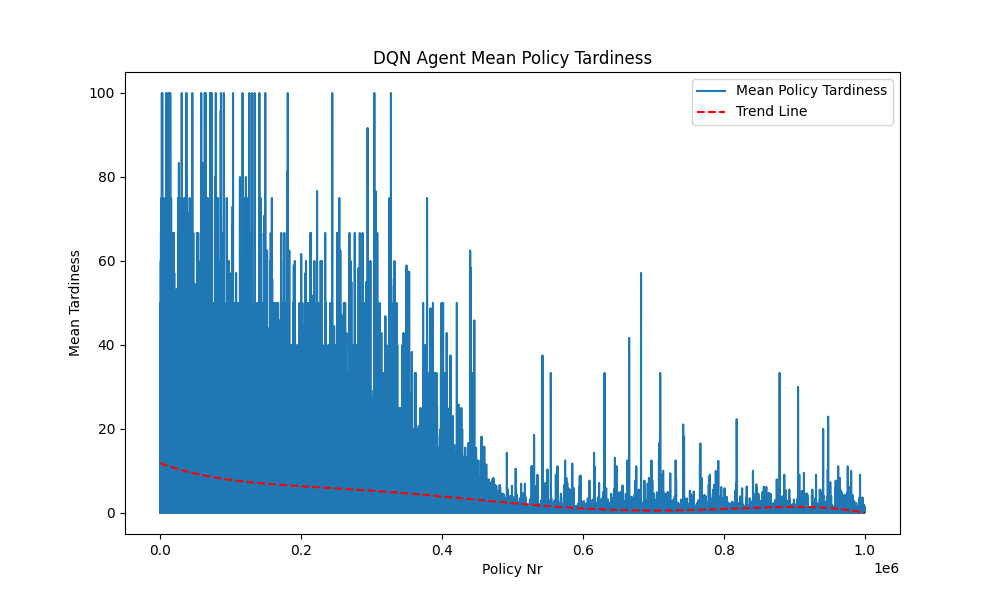 DQN Agent Mean Policy Tardiness
Mean Policy Tardiness
Trend Line
Mean Tardiness
100
80
60
40
20
0
0.0 0.2 0.4 0.6 0.8 1.0
1e6
Policy Nr